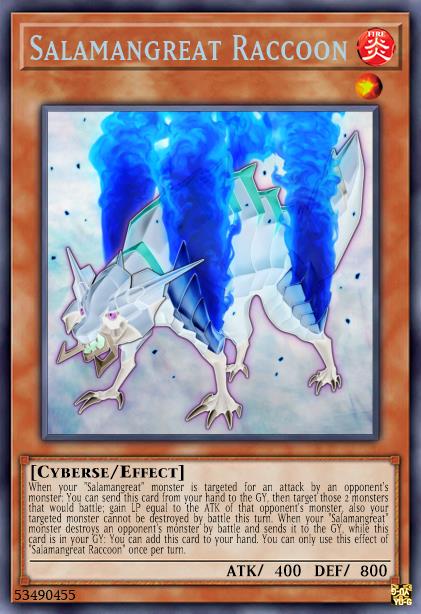 SALAMANGREAT RACCOON
FIRE
炎
[CYBERSE/EFFECT]
When your "Salamangreat" monster is targeted for an attack by an opponent's
monster: You can send this card from your hand to the GY, then target those 2 monsters
that would battle; gain LP equal to the ATK of that opponent's monster, also your
targeted monster cannot be destroyed by battle this turn. When your "Salamangreat"
monster destroys an opponent's monster by battle and sends it to the GY, while this
card is in your GY: You can add this card to your hand. You can only use this effect of
"Salamangreat Raccoon" once per turn.
ATK/ 400 DEF/ 800
53490455